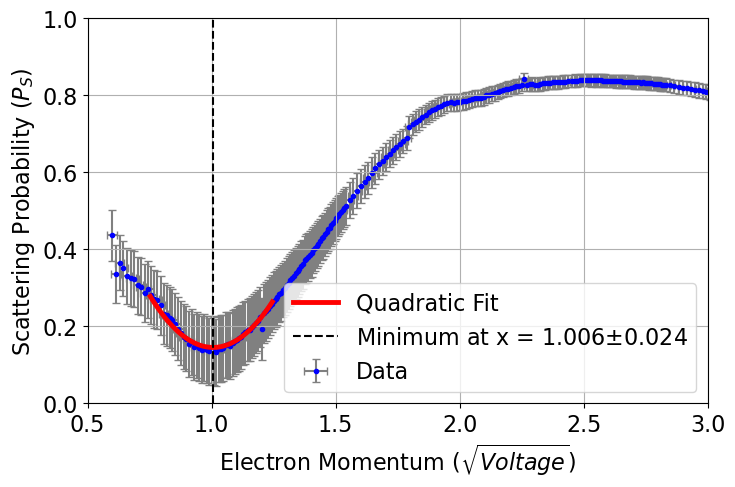 1.0
0.8
0.6
0.4
0.2
0.0
Scattering Probability ($P_S$)
Quadratic Fit
Minimum at x = 1.006±0.024
Data
0.5 1.0 1.5 2.0 2.5 3.0
Electron Momentum ($\sqrt{Voltage}$)